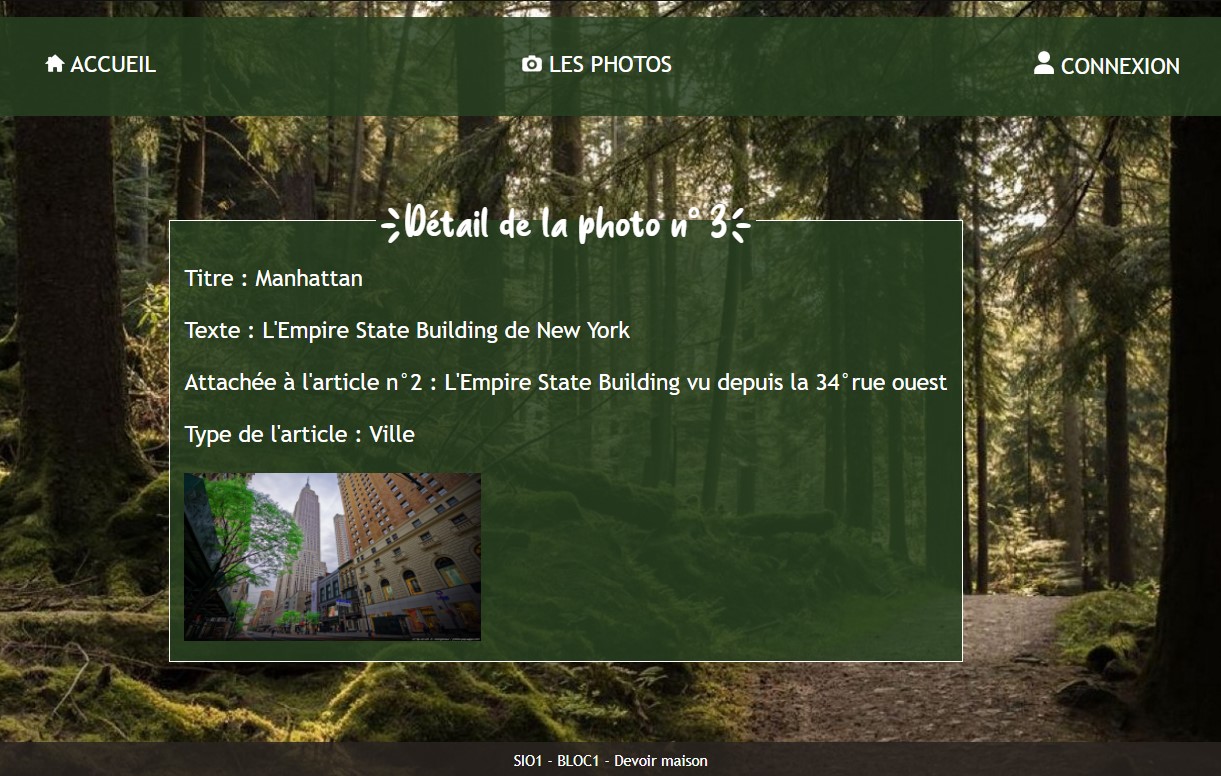 ACCUEIL
LES PHOTOS
CONNEXION
Détail de la photo n° 3
Titre : Manhattan
Texte : L'Empire State Building de New York
Attachée à l'article n°2 : L'Empire State Building vu depuis la 34°rue ouest
Type de l'article : Ville
SIO1 - BLOC1 - Devoir maison